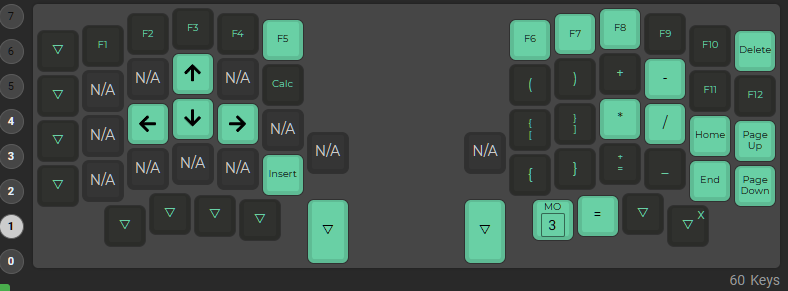 7
6
5
4
3
2
1
0
▽ F1 F2 F3 F4 F5
▽ N/A N/A ↑ N/A Calc
▽ N/A ← ↓ → N/A N/A
▽ N/A N/A N/A N/A Insert
▽ ▽ ▽ ▽ ▽
F6 F7 F8 F9 F10 Delete
( ) + - F11 F12
N/A { [ } ] * / Home Page Up
{ } + = _ End Page Down
▽ MO 3 = ▽ ▽ X
60 Keys